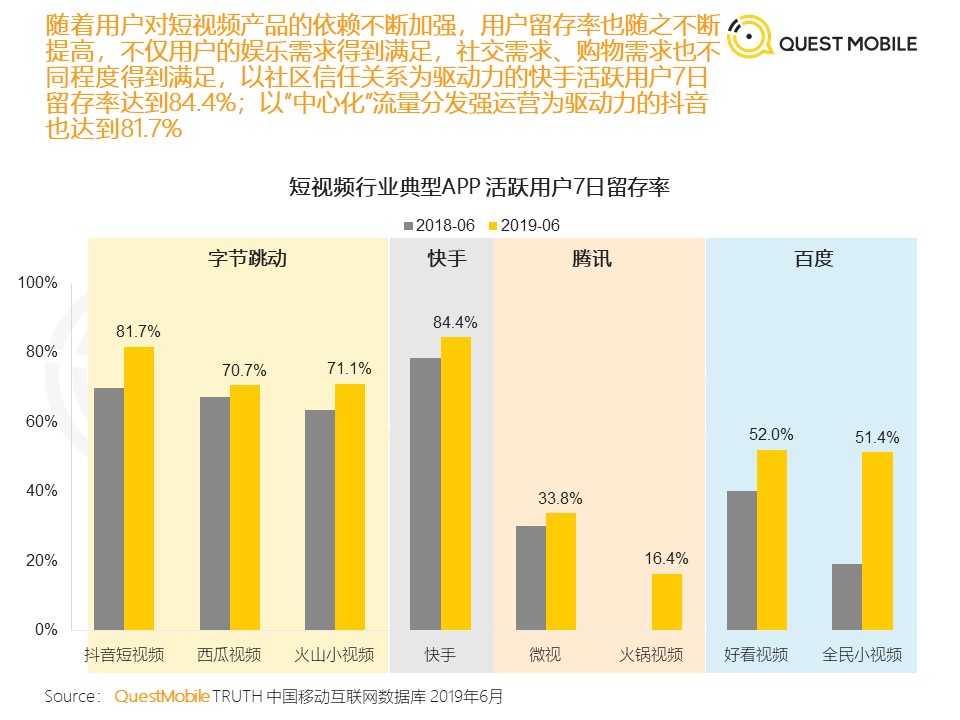 随着用户对短视频产品的依赖不断加强，用户留存率也随之不断
提高，不仅用户的娱乐需求得到满足，社交需求、购物需求也不
同程度得到满足，以社区信任关系为驱动力的快手活跃用户7日
留存率达到84.4%；以“中心化”流量分发强运营为驱动力的抖音
也达到81.7%
QUEST MOBILE
短视频行业典型APP 活跃用户7日留存率
2018-06 2019-06
字节跳动 快手 腾讯 百度
100%
80%
60%
40%
20%
0%
81.7% 70.7% 71.1% 84.4% 33.8% 16.4% 52.0% 51.4%
抖音短视频 西瓜视频 火山小视频 快手 微视 火锅视频 好看视频 全民小视频
Source： QuestMobile TRUTH 中国移动互联网数据库 2019年6月